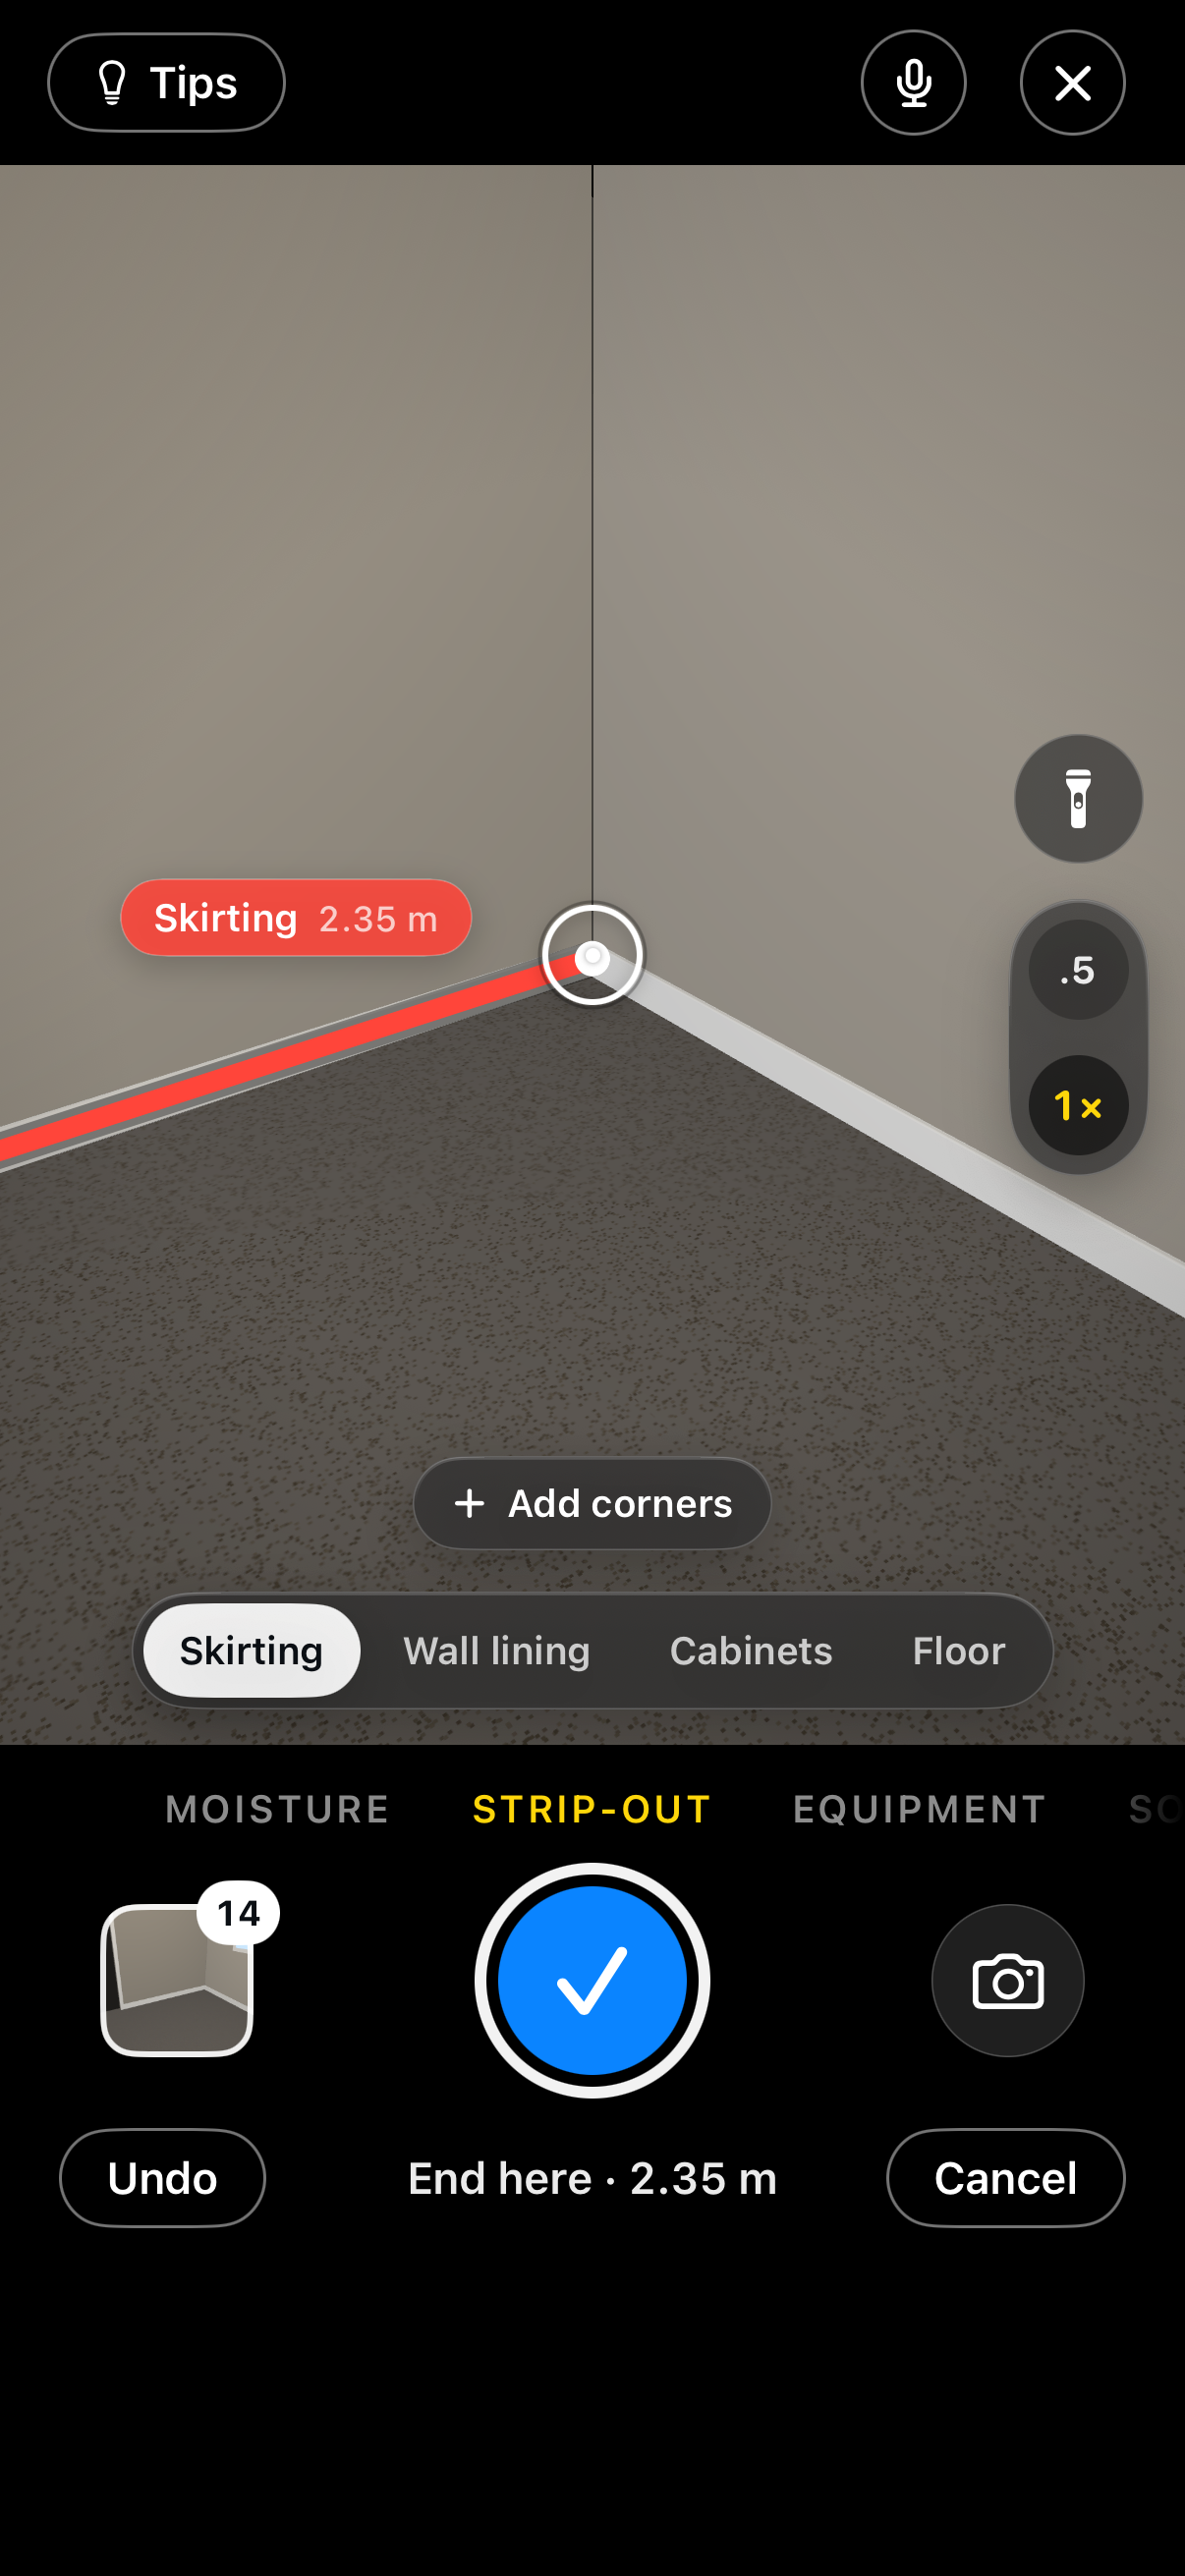 Tips
Skirting 2.35 m
.5
1×
+ Add corners
Skirting Wall lining Cabinets Floor
MOISTURE STRIP-OUT EQUIPMENT SO
14
Undo End here · 2.35 m Cancel